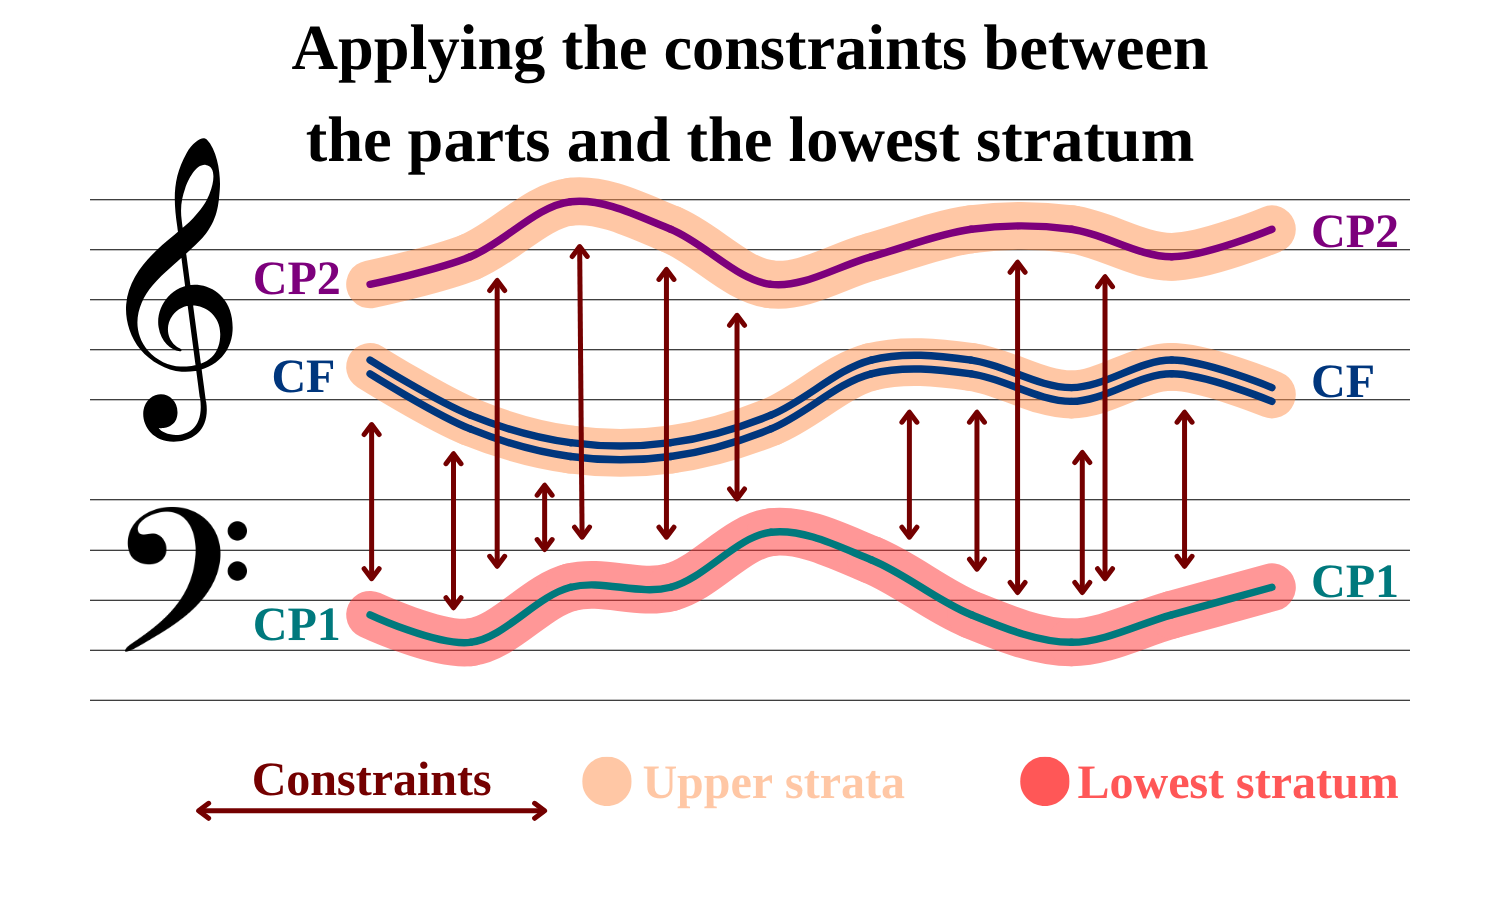 Applying the constraints between
the parts and the lowest stratum
CP2
CP2
CF
CF
CP1
CP1
Constraints
Upper strata
Lowest stratum